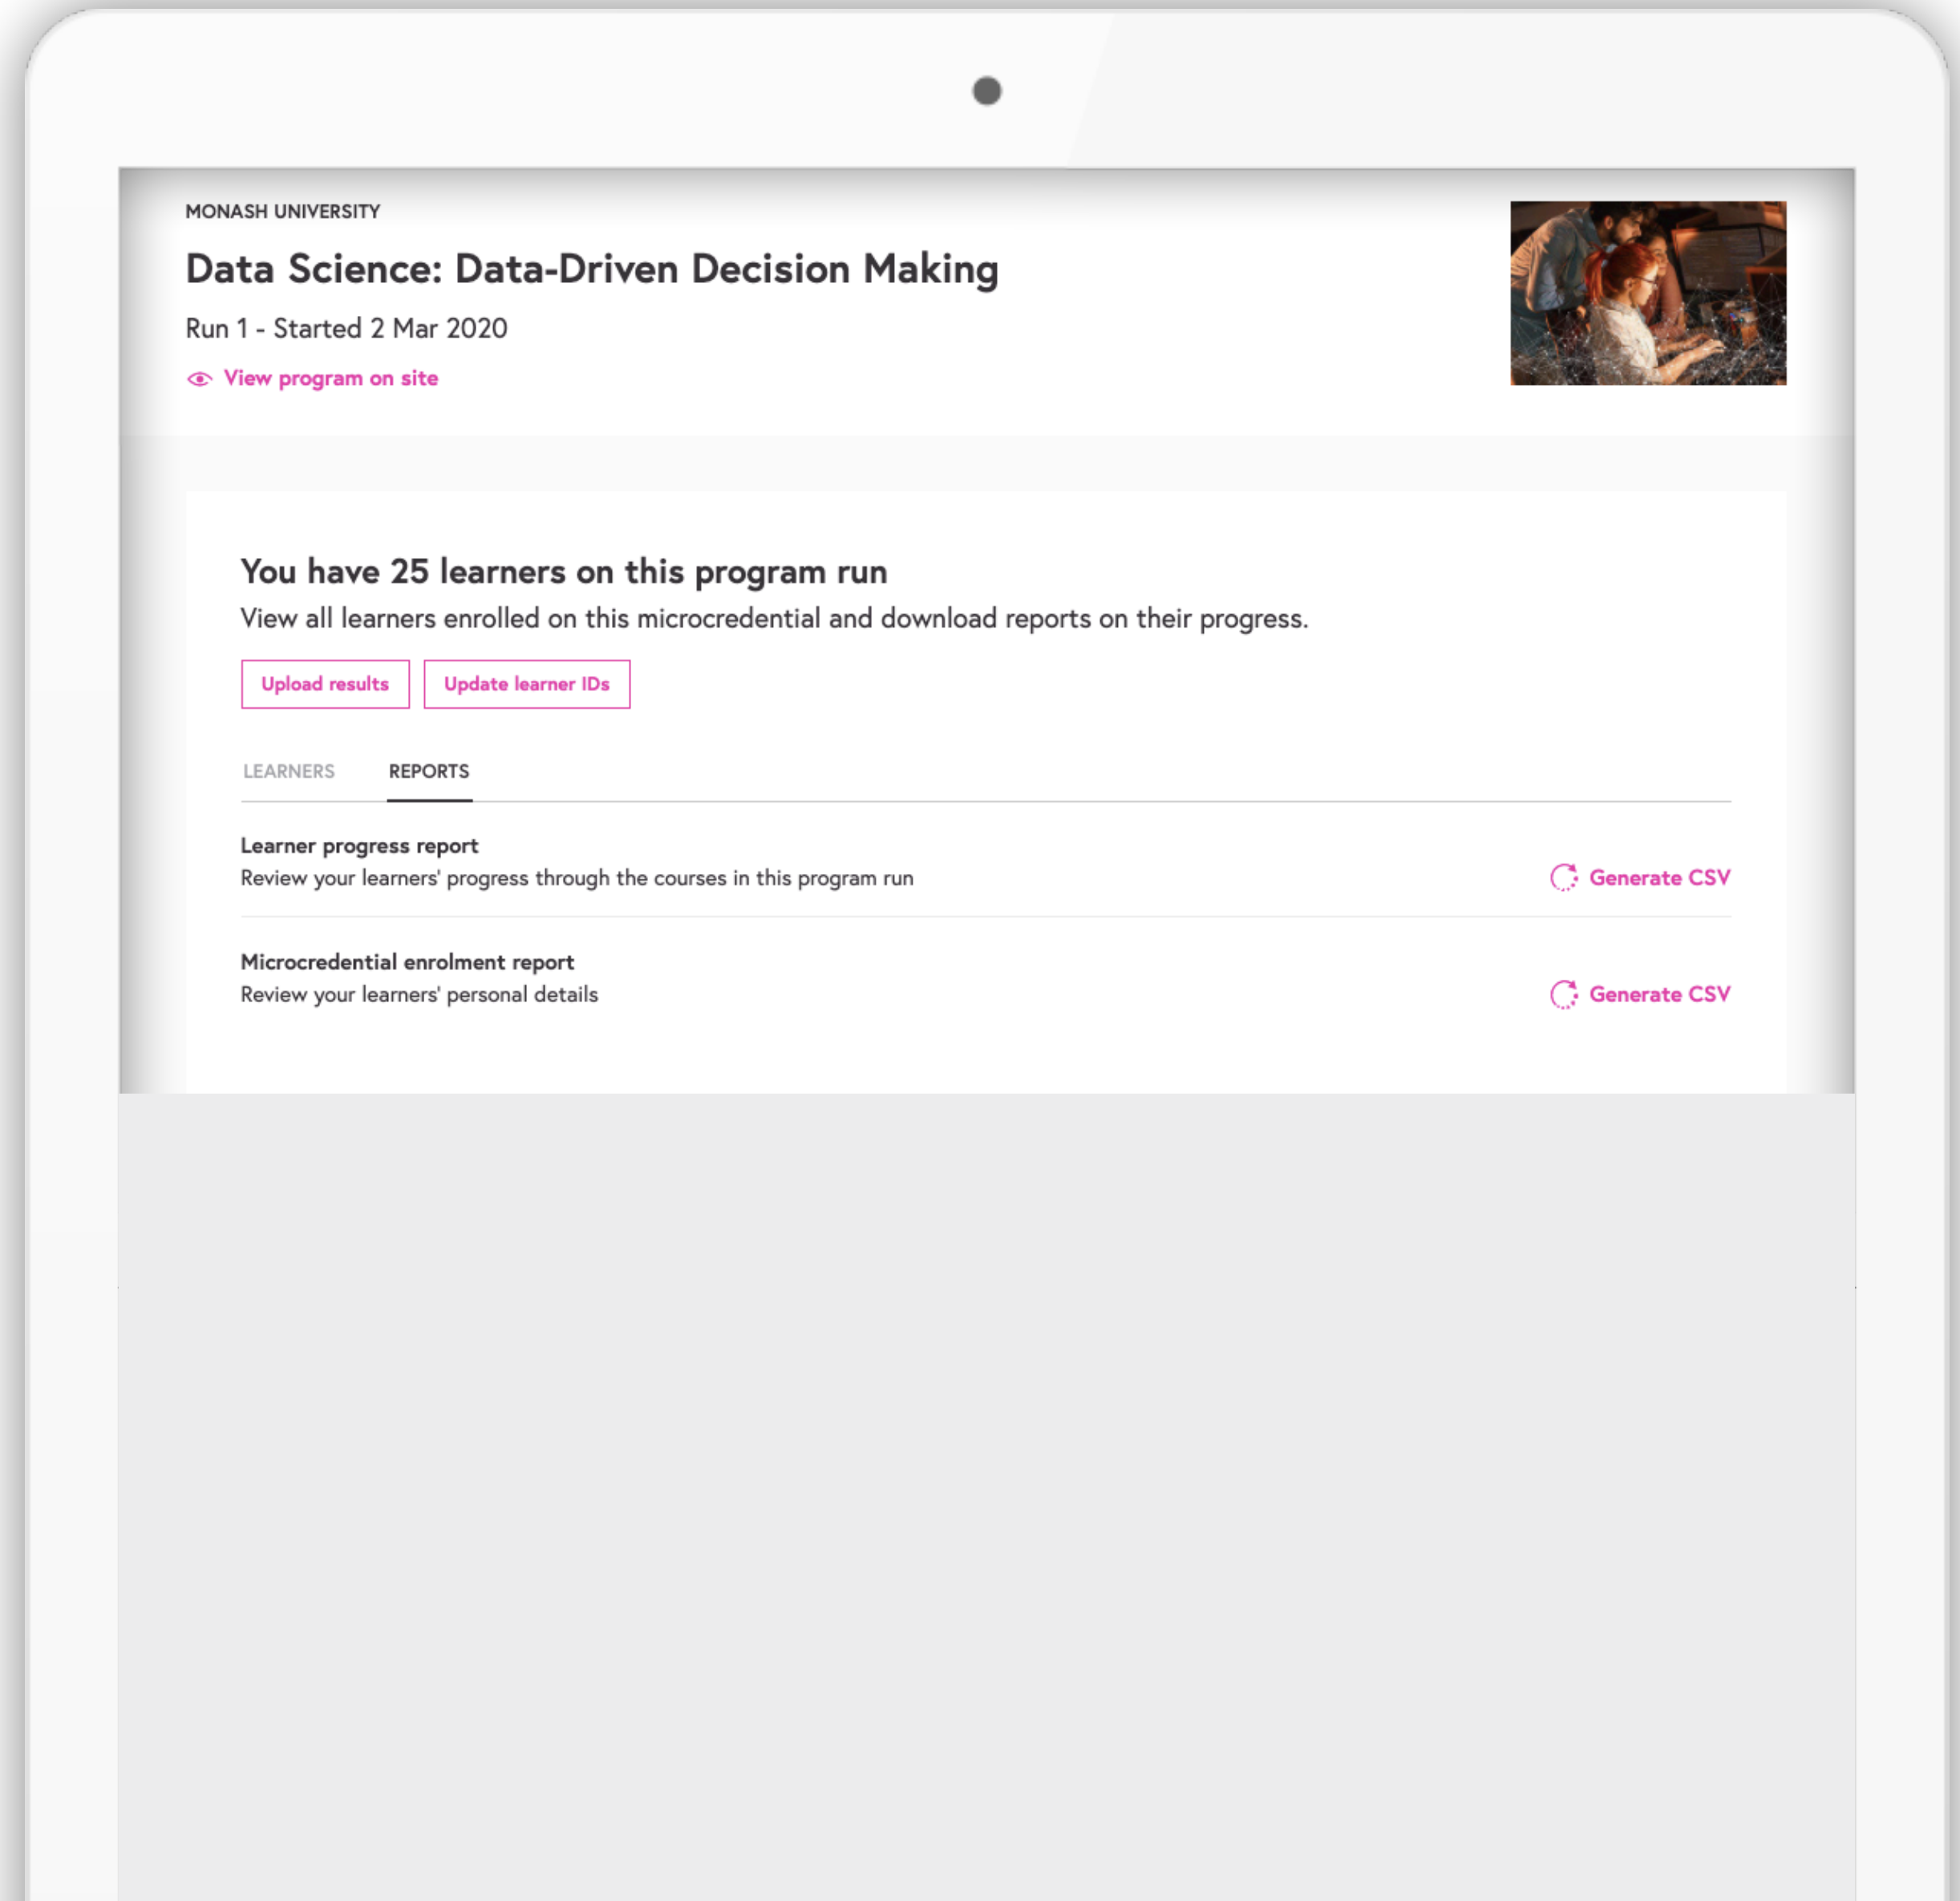 MONASH UNIVERSITY
Data Science: Data-Driven Decision Making
Run 1 - Started 2 Mar 2020
View program on site
You have 25 learners on this program run
View all learners enrolled on this microcredential and download reports on their progress.
Upload results
Update learner IDs
LEARNERS
REPORTS
Learner progress report
Review your learners' progress through the courses in this program run
Generate CSV
Microcredential enrolment report
Review your learners' personal details
Generate CSV